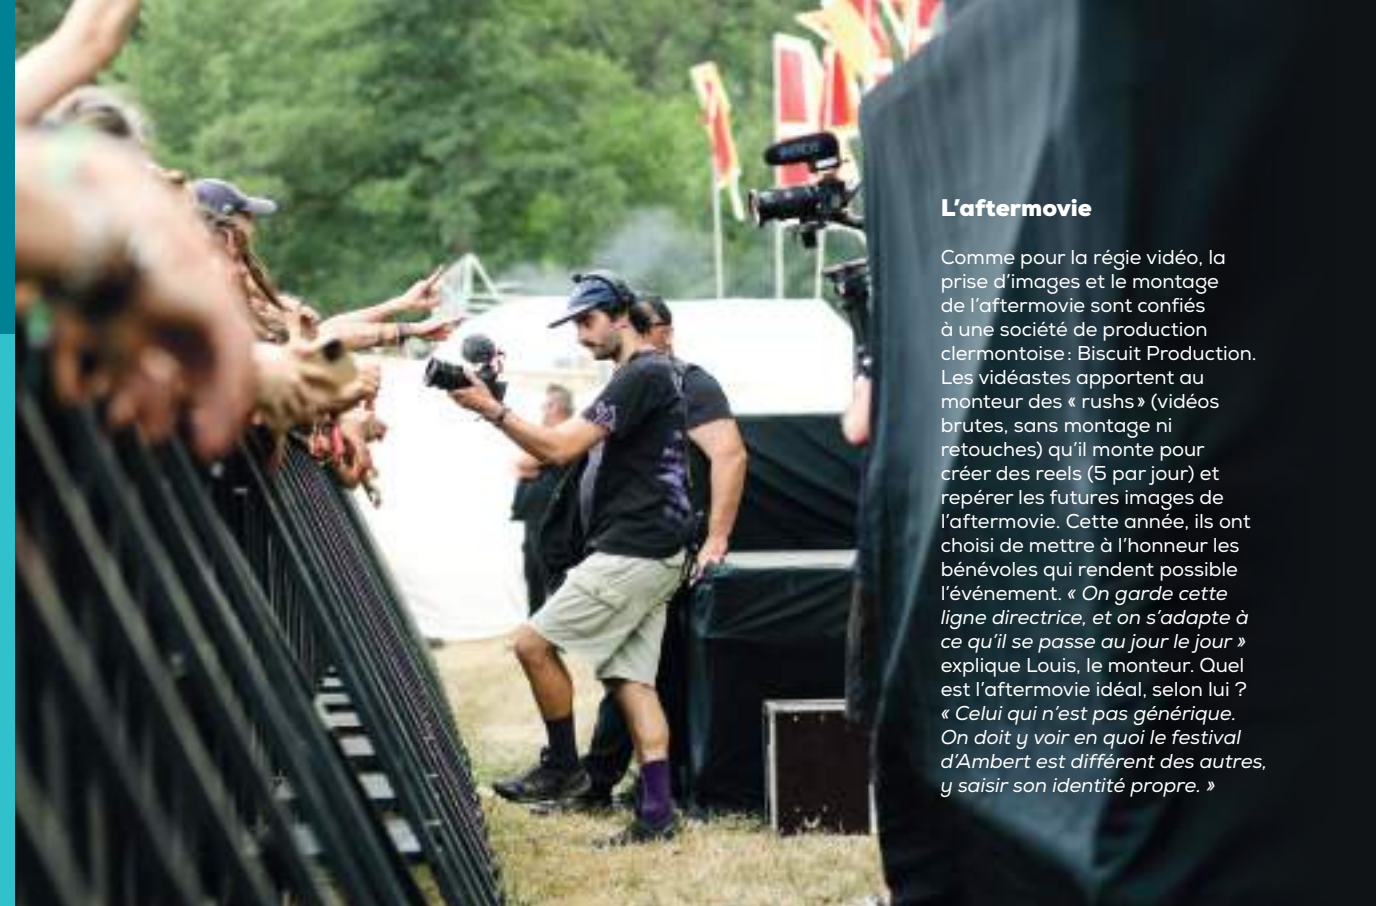 L’aftermovie
Comme pour la régie vidéo, la
prise d’images et le montage
de l’aftermovie sont confiés
à une société de production
clermontoise : Biscuit Production.
Les vidéastes apportent au
monteur des « rushs » (vidéos
brutes, sans montage ni
retouches) qu’il monte pour
créer des reels (5 par jour) et
repérer les futures images de
l’aftermovie. Cette année, ils ont
choisi de mettre à l’honneur les
bénévoles qui rendent possible
l’événement. « On garde cette
ligne directrice, et on s’adapte à
ce qu’il se passe au jour le jour »
explique Louis, le monteur. Quel
est l’aftermovie idéal, selon lui ?
« Celui qui n’est pas générique.
On doit y voir en quoi le festival
d’Ambert est différent des autres,
y saisir son identité propre. »